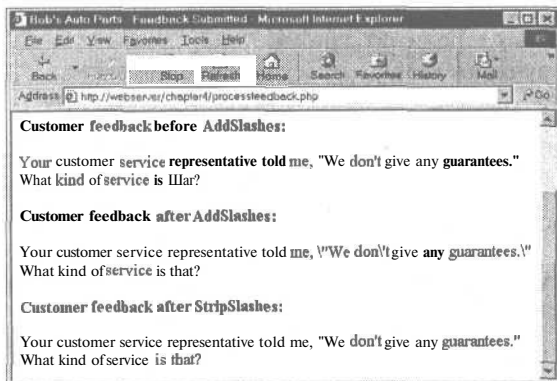 Bob's Auto Parts - Feedback Submitted - Microsoft Internet Explorer
File Edit View Favorites Tools Help
Back Stop Refresh Home Search Favorites History Mail
Address http://webserver/chapter4/processfeedback.php Go
Customer feedback before AddSlashes:
Your customer service representative told me, "We don't give any guarantees."
What kind of service is Шаг?
Customer feedback after AddSlashes:
Your customer service representative told me, \"We don\'t give any guarantees.\"
What kind of service is that?
Customer feedback after StripSlashes:
Your customer service representative told me, "We don't give any guarantees."
What kind of service is that?